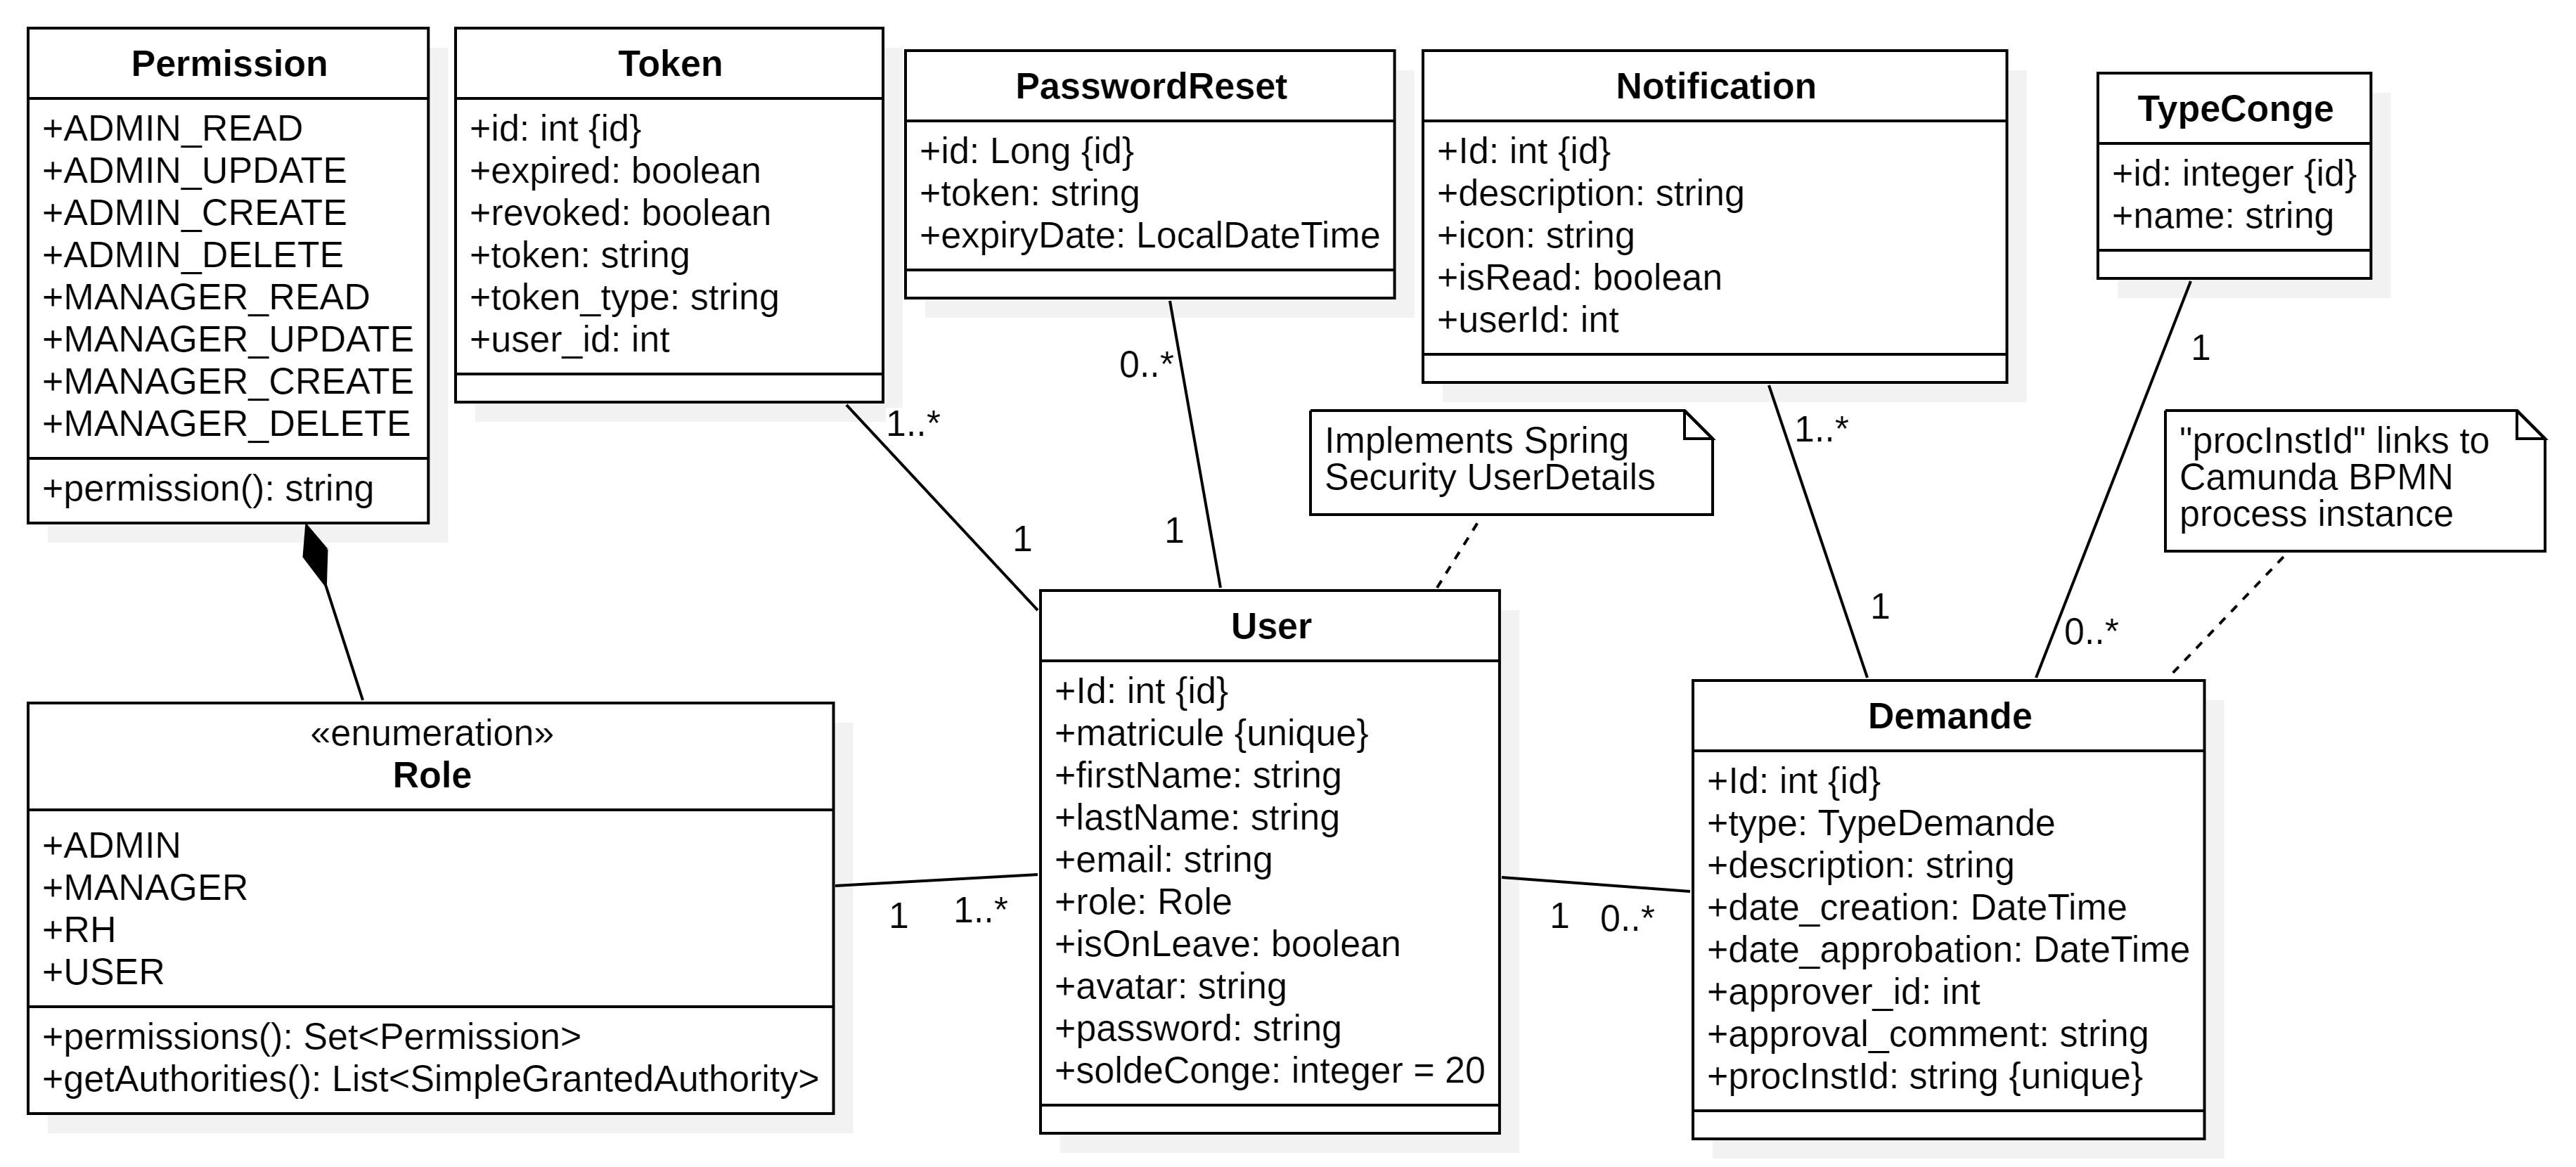 Permission
+ADMIN_READ
+ADMIN_UPDATE
+ADMIN_CREATE
+ADMIN_DELETE
+MANAGER_READ
+MANAGER_UPDATE
+MANAGER_CREATE
+MANAGER_DELETE
+permission(): string
Token
+id: int {id}
+expired: boolean
+revoked: boolean
+token: string
+token_type: string
+user_id: int
PasswordReset
+id: Long {id}
+token: string
+expiryDate: LocalDateTime
Notification
+Id: int {id}
+description: string
+icon: string
+isRead: boolean
+userId: int
TypeConge
+id: integer {id}
+name: string
1..*
1
0..*
1
Implements Spring
Security UserDetails
1..*
1
1
0..*
"procInstId" links to
Camunda BPMN
process instance
«enumeration»
Role
+ADMIN
+MANAGER
+RH
+USER
+permissions(): Set<Permission>
+getAuthorities(): List<SimpleGrantedAuthority>
1
1..*
User
+Id: int {id}
+matricule {unique}
+firstName: string
+lastName: string
+email: string
+role: Role
+isOnLeave: boolean
+avatar: string
+password: string
+soldeConge: integer = 20
1
0..*
Demande
+Id: int {id}
+type: TypeDemande
+description: string
+date_creation: DateTime
+date_approbation: DateTime
+approver_id: int
+approval_comment: string
+procInstId: string {unique}